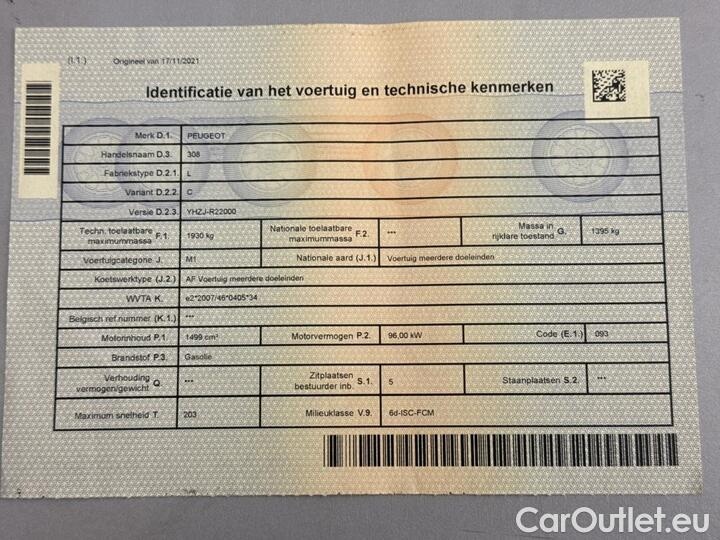 (I.1.) Origineel van 17/11/2021
Identificatie van het voertuig en technische kenmerken
Merk D.1. PEUGEOT
Handelsnaam D.3. 308
Fabriekstype D.2.1. L
Variant D.2.2. C
Versie D.2.3. YHZJ-R22000
Techn. toelaatbare maximummassa F.1. 1930 kg Nationale toelaatbare maximummassa F.2. *** Massa in rijklare toestand G. 1395 kg
Voertuigcategorie J. M1 Nationale aard (J.1.) Voertuig meerdere doeleinden
Koetswerktype (J.2.) AF Voertuig meerdere doeleinden
WVTA K. e2*2007/46*0405*34
Belgisch ref.nummer (K.1.) ***
Motorinhoud P.1. 1499 cm³ Motorvermogen P.2. 96,00 kW Code (E.1.) 093
Brandstof P.3. Gasolie
Verhouding vermogen/gewicht Q. *** Zitplaatsen bestuurder inb. S.1. 5 Staanplaatsen S.2. ***
Maximum snelheid T. 203 Milieuklasse V.9. 6d-ISC-FCM
CarOutlet.eu